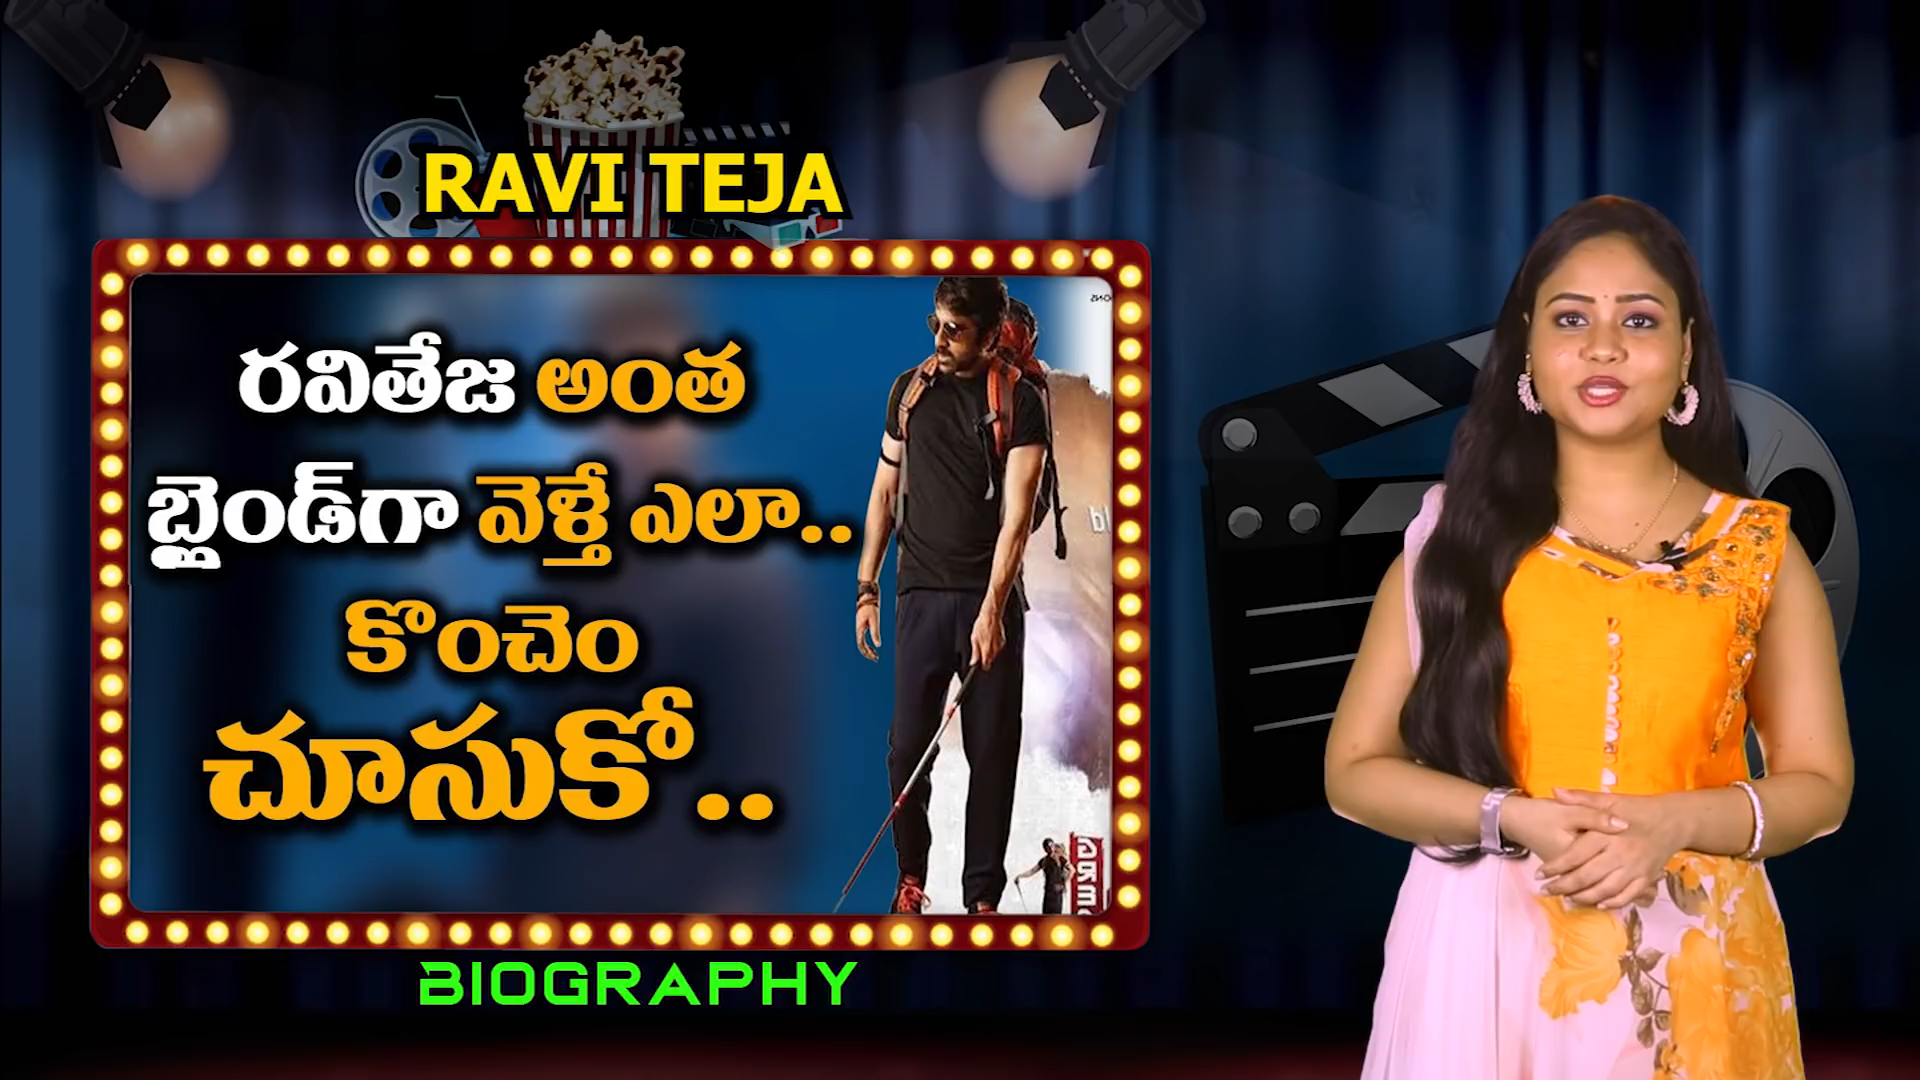 RAVI TEJA
రవితేజ అంత
బ్లైండ్‌గా వెళ్తే ఎలా..
కొంచెం
చూసుకో..
BIOGRAPHY